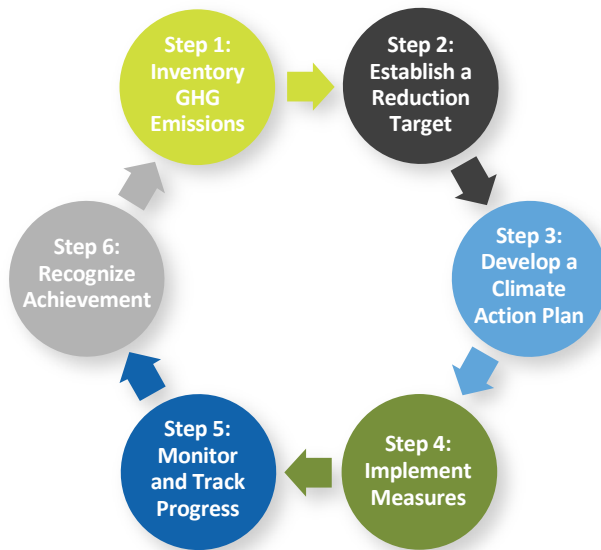 Step 1:
Inventory
GHG
Emissions
Step 2:
Establish a
Reduction
Target
Step 3:
Develop a
Climate
Action Plan
Step 4:
Implement
Measures
Step 5:
Monitor
and Track
Progress
Step 6:
Recognize
Achievement